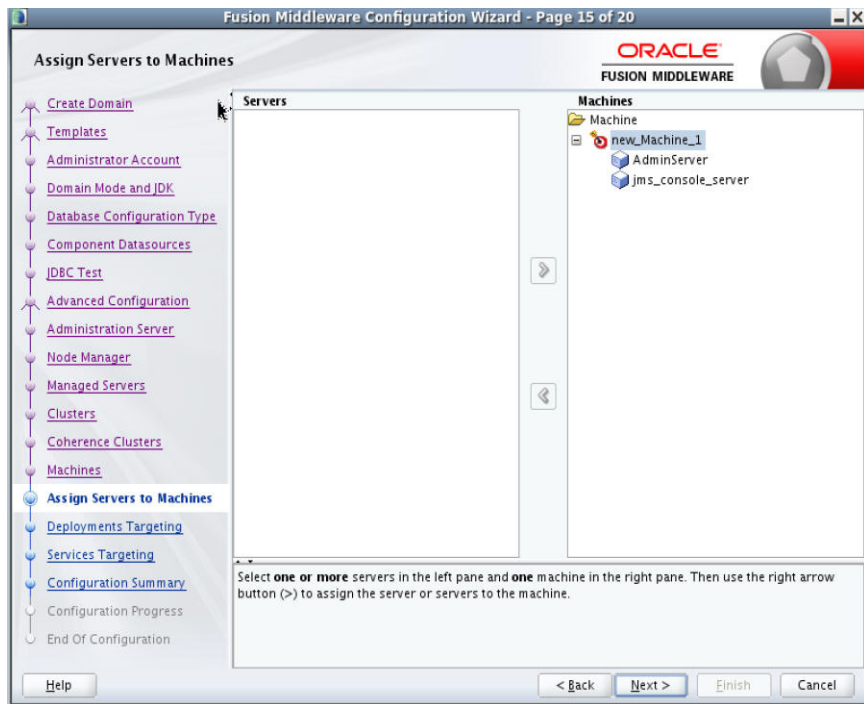 Fusion Middleware Configuration Wizard - Page 15 of 20
Assign Servers to Machines
ORACLE
FUSION MIDDLEWARE
Create Domain
Templates
Administrator Account
Domain Mode and JDK
Database Configuration Type
Component Datasources
JDBC Test
Advanced Configuration
Administration Server
Node Manager
Managed Servers
Clusters
Coherence Clusters
Machines
Assign Servers to Machines
Deployments Targeting
Services Targeting
Configuration Summary
Configuration Progress
End Of Configuration
Servers
Machines
Machine
new_Machine_1
AdminServer
jms_console_server
Select one or more servers in the left pane and one machine in the right pane. Then use the right arrow
button (>) to assign the server or servers to the machine.
Help
< Back
Next >
Finish
Cancel